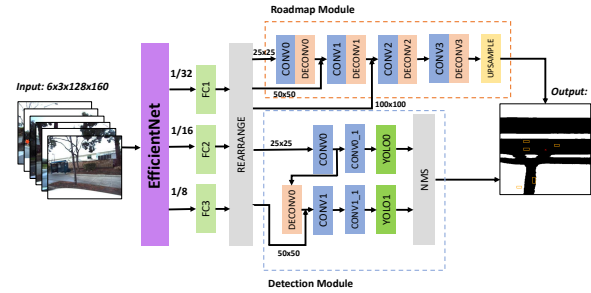 Roadmap Module
Input: 6x3x128x160
EfficientNet
1/32
1/16
1/8
FC1
FC2
FC3
REARRANGE
25x25
50x50
100x100
CONV0
DECONV0
CONV1
DECONV1
CONV2
DECONV2
CONV3
DECONV3
UPSAMPLE
Output:
25x25
50x50
CONV0
CONV0_1
YOLO0
DECONV0
CONV1
CONV1_1
YOLO1
NMS
Detection Module